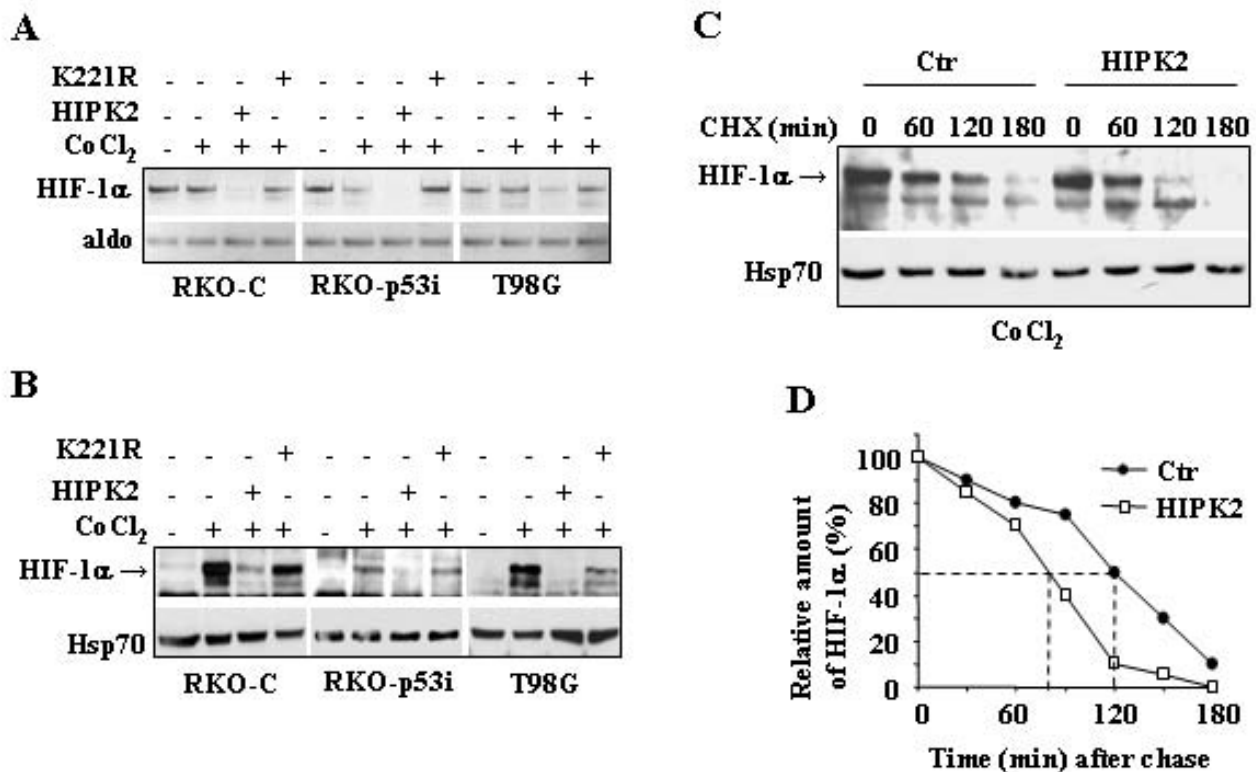 A
K221R - - - + - - - + - - - +
HIPK2 - - + - - - + - - - + -
CoCl2 - + + + - + + + - + + +
HIF-1α
aldo
RKO-C RKO-p53i T98G
B
K221R - - - + - - - + - - - +
HIPK2 - - + - - - + - - - + -
CoCl2 - + + + - + + + - + + +
HIF-1α →
Hsp70
RKO-C RKO-p53i T98G
C
Ctr HIPK2
CHX (min) 0 60 120 180 0 60 120 180
HIF-1α →
Hsp70
CoCl2
D
Relative amount
of HIF-1α (%)
100
80
60
40
20
0
Ctr
HIPK2
0 60 120 180
Time (min) after chase